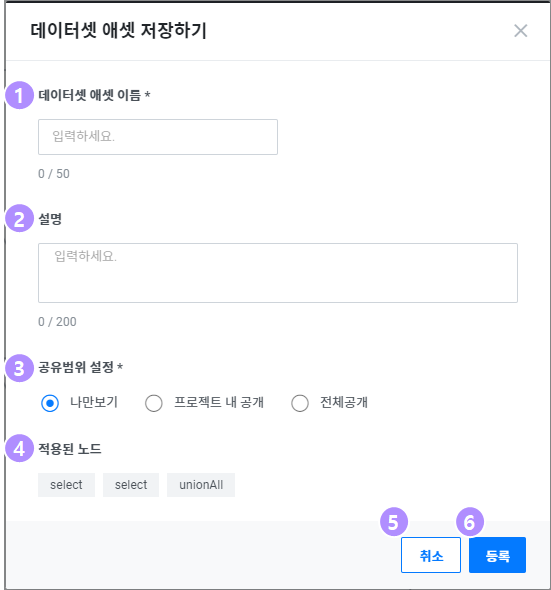 데이터셋 애셋 저장하기
1 데이터셋 애셋 이름 *
입력하세요.
0 / 50
2 설명
입력하세요.
0 / 200
3 공유범위 설정 *
나만보기 프로젝트 내 공개 전체공개
4 적용된 노드
select select unionAll
5 6
취소 등록